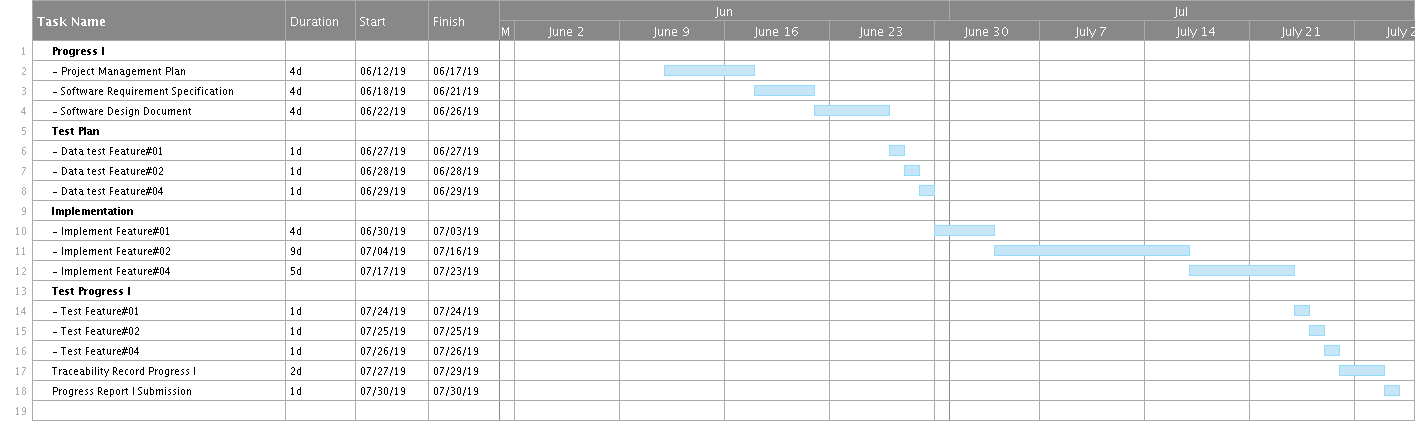 Jun Jul
Task Name Duration Start Finish
M June 2 June 9 June 16 June 23 June 30 July 7 July 14 July 21 July 2
1 Progress I
2 – Project Management Plan 4d 06/12/19 06/17/19
3 – Software Requirement Specification 4d 06/18/19 06/21/19
4 – Software Design Document 4d 06/22/19 06/26/19
5 Test Plan
6 – Data test Feature#01 1d 06/27/19 06/27/19
7 – Data test Feature#02 1d 06/28/19 06/28/19
8 – Data test Feature#04 1d 06/29/19 06/29/19
9 Implementation
10 – Implement Feature#01 4d 06/30/19 07/03/19
11 – Implement Feature#02 9d 07/04/19 07/16/19
12 – Implement Feature#04 5d 07/17/19 07/23/19
13 Test Progress I
14 – Test Feature#01 1d 07/24/19 07/24/19
15 – Test Feature#02 1d 07/25/19 07/25/19
16 – Test Feature#04 1d 07/26/19 07/26/19
17 Traceability Record Progress I 2d 07/27/19 07/29/19
18 Progress Report I Submission 1d 07/30/19 07/30/19
19